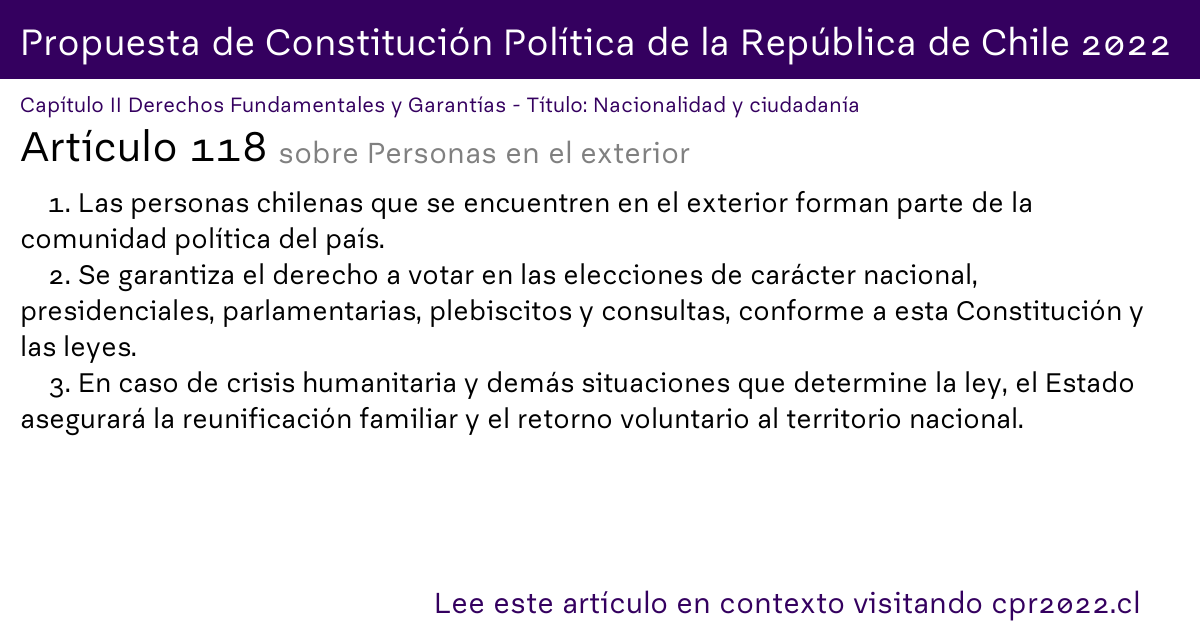 Propuesta de Constitución Política de la República de Chile 2022
Capítulo II Derechos Fundamentales y Garantías - Título: Nacionalidad y ciudadanía
Artículo 118 sobre Personas en el exterior
1. Las personas chilenas que se encuentren en el exterior forman parte de la
comunidad política del país.
2. Se garantiza el derecho a votar en las elecciones de carácter nacional,
presidenciales, parlamentarias, plebiscitos y consultas, conforme a esta Constitución y
las leyes.
3. En caso de crisis humanitaria y demás situaciones que determine la ley, el Estado
asegurará la reunificación familiar y el retorno voluntario al territorio nacional.
Lee este artículo en contexto visitando cpr2022.cl